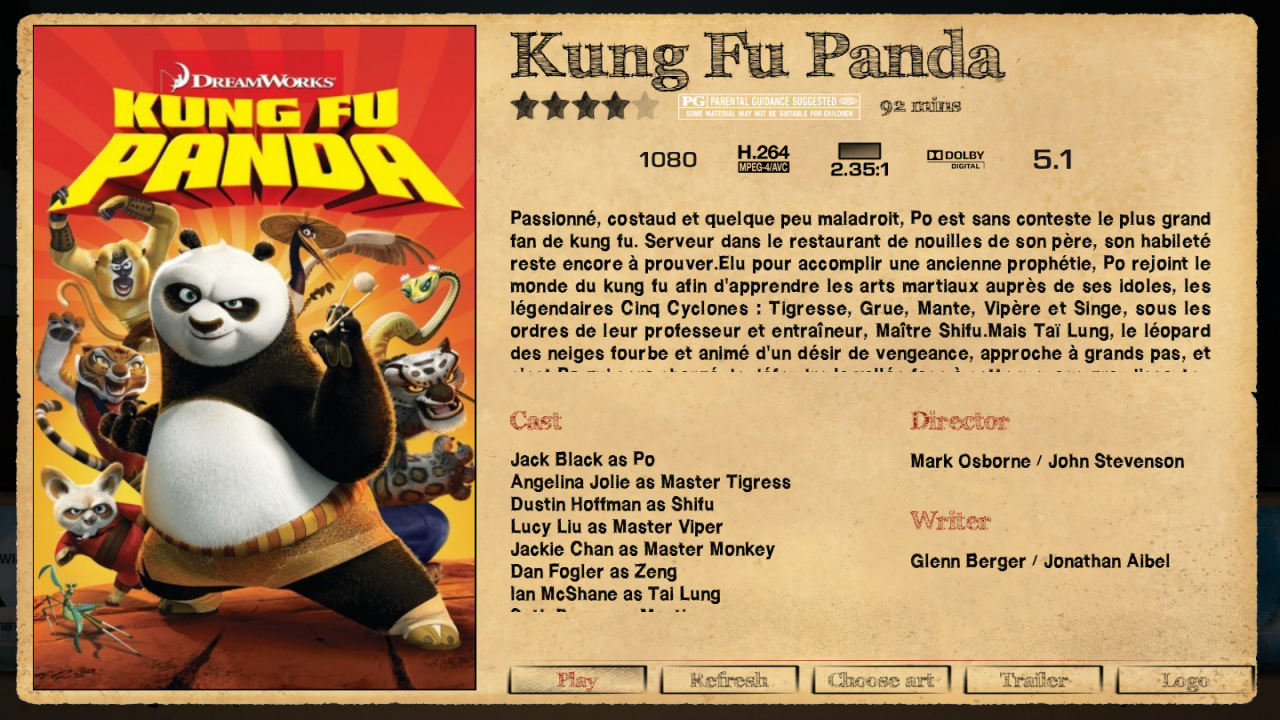 DREAMWORKS
KUNG FU
PANDA
Kung Fu Panda
PG PARENTAL GUIDANCE SUGGESTED
SOME MATERIAL MAY NOT BE SUITABLE FOR CHILDREN
92 mins
1080
H.264
MPEG-4/AVC
2.35:1
DOLBY
DIGITAL
5.1
Passionné, costaud et quelque peu maladroit, Po est sans conteste le plus grand
fan de kung fu. Serveur dans le restaurant de nouilles de son père, son habileté
reste encore à prouver.Elu pour accomplir une ancienne prophétie, Po rejoint le
monde du kung fu afin d'apprendre les arts martiaux auprès de ses idoles, les
légendaires Cinq Cyclones : Tigresse, Grue, Mante, Vipère et Singe, sous les
ordres de leur professeur et entraîneur, Maître Shifu.Mais Taï Lung, le léopard
des neiges fourbe et animé d'un désir de vengeance, approche à grands pas, et
Cast
Jack Black as Po
Angelina Jolie as Master Tigress
Dustin Hoffman as Shifu
Lucy Liu as Master Viper
Jackie Chan as Master Monkey
Dan Fogler as Zeng
Ian McShane as Tai Lung
Director
Mark Osborne / John Stevenson
Writer
Glenn Berger / Jonathan Aibel
Play
Refresh
Choose art
Trailer
Logo